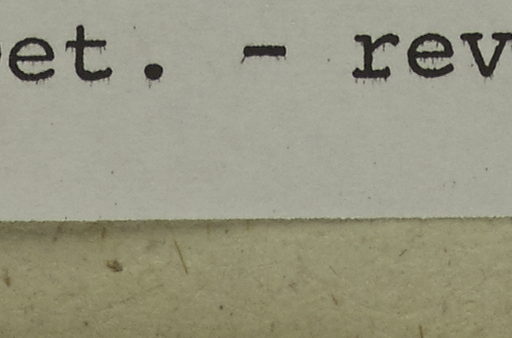 et. - rev